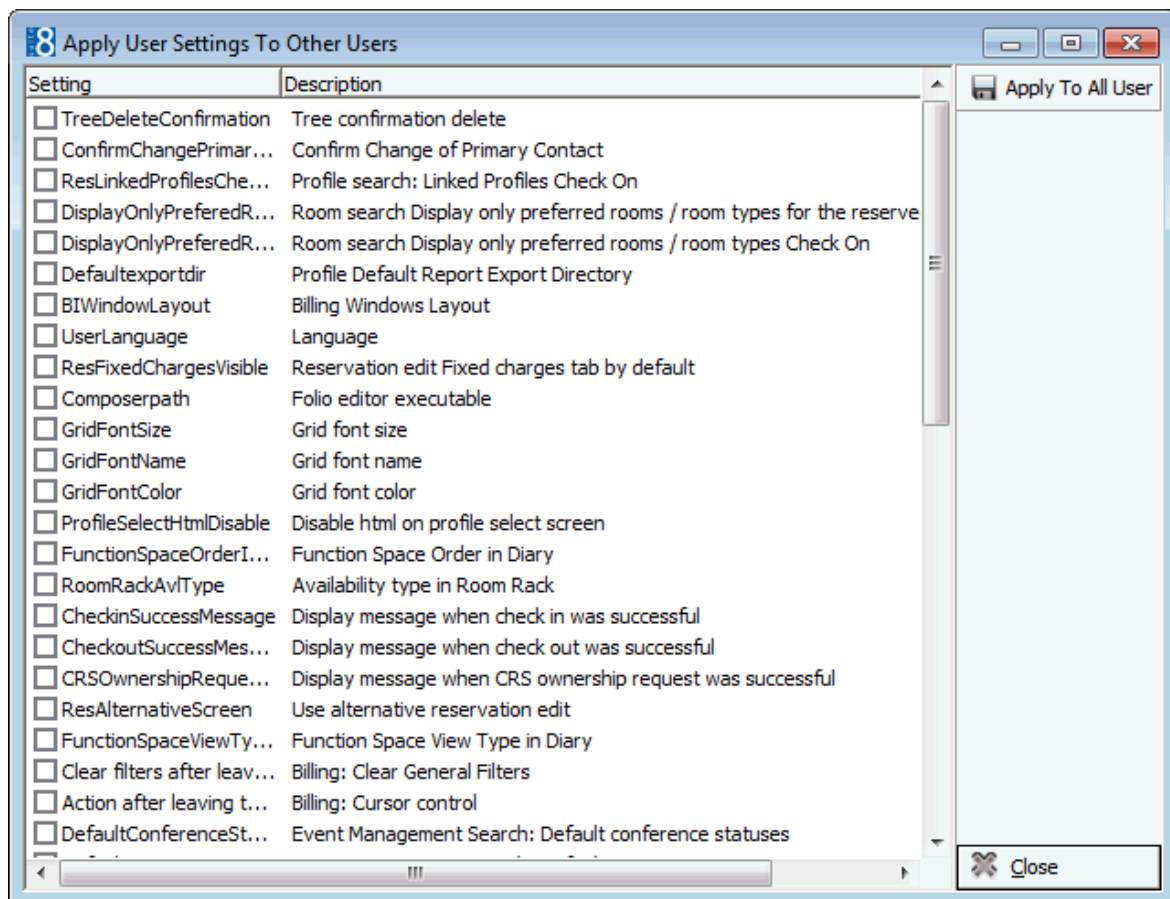 8 Apply User Settings To Other Users
Setting Description
TreeDeleteConfirmation Tree confirmation delete
ConfirmChangePrimar... Confirm Change of Primary Contact
ResLinkedProfilesChe... Profile search: Linked Profiles Check On
DisplayOnlyPreferedR... Room search Display only preferred rooms / room types for the reserve
DisplayOnlyPreferedR... Room search Display only preferred rooms / room types Check On
Defaultexportdir Profile Default Report Export Directory
BIWindowLayout Billing Windows Layout
UserLanguage Language
ResFixedChargesVisible Reservation edit Fixed charges tab by default
Composerpath Folio editor executable
GridFontSize Grid font size
GridFontName Grid font name
GridFontColor Grid font color
ProfileSelectHtmlDisable Disable html on profile select screen
FunctionSpaceOrderI... Function Space Order in Diary
RoomRackAvlType Availability type in Room Rack
CheckinSuccessMessage Display message when check in was successful
CheckoutSuccessMes... Display message when check out was successful
CRSOwnershipReque... Display message when CRS ownership request was successful
ResAlternativeScreen Use alternative reservation edit
FunctionSpaceViewTy... Function Space View Type in Diary
Clear filters after leav... Billing: Clear General Filters
Action after leaving t... Billing: Cursor control
DefaultConferenceSt... Event Management Search: Default conference statuses
Apply To All User
Close